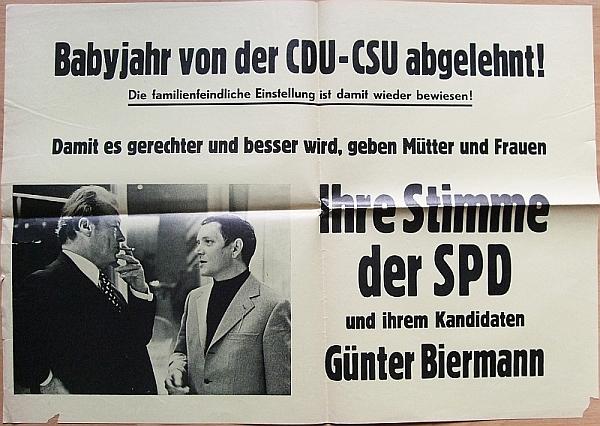 Babyjahr von der CDU-CSU abgelehnt!
Die familienfeindliche Einstellung ist damit wieder bewiesen!
Damit es gerechter und besser wird, geben Mütter und Frauen
Ihre Stimme
der SPD
und ihrem Kandidaten
Günter Biermann